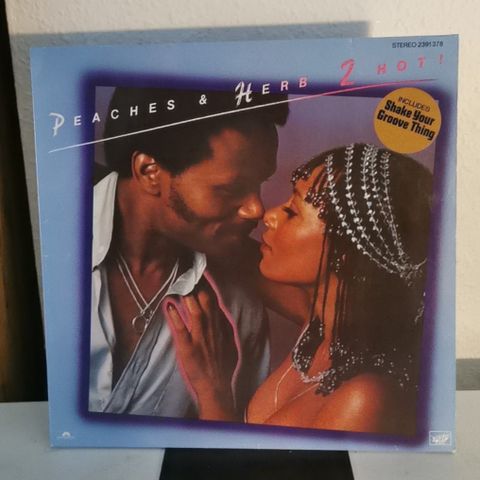 STEREO 2391 378
PEACHES & HERB 2 HOT!
INCLUDED
Shake Your
Groove Thing